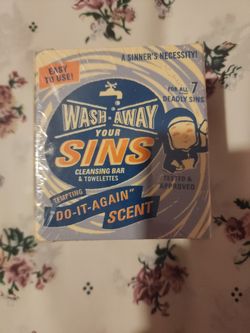 EASY
TO USE!
A SINNER'S NECESSITY!
FOR ALL 7
DEADLY SINS
WASH·AWAY
YOUR
SINS
CLEANSING BAR
& TOWELETTES
TESTED &
APPROVED
TEMPTING
"DO-IT-AGAIN"
SCENT